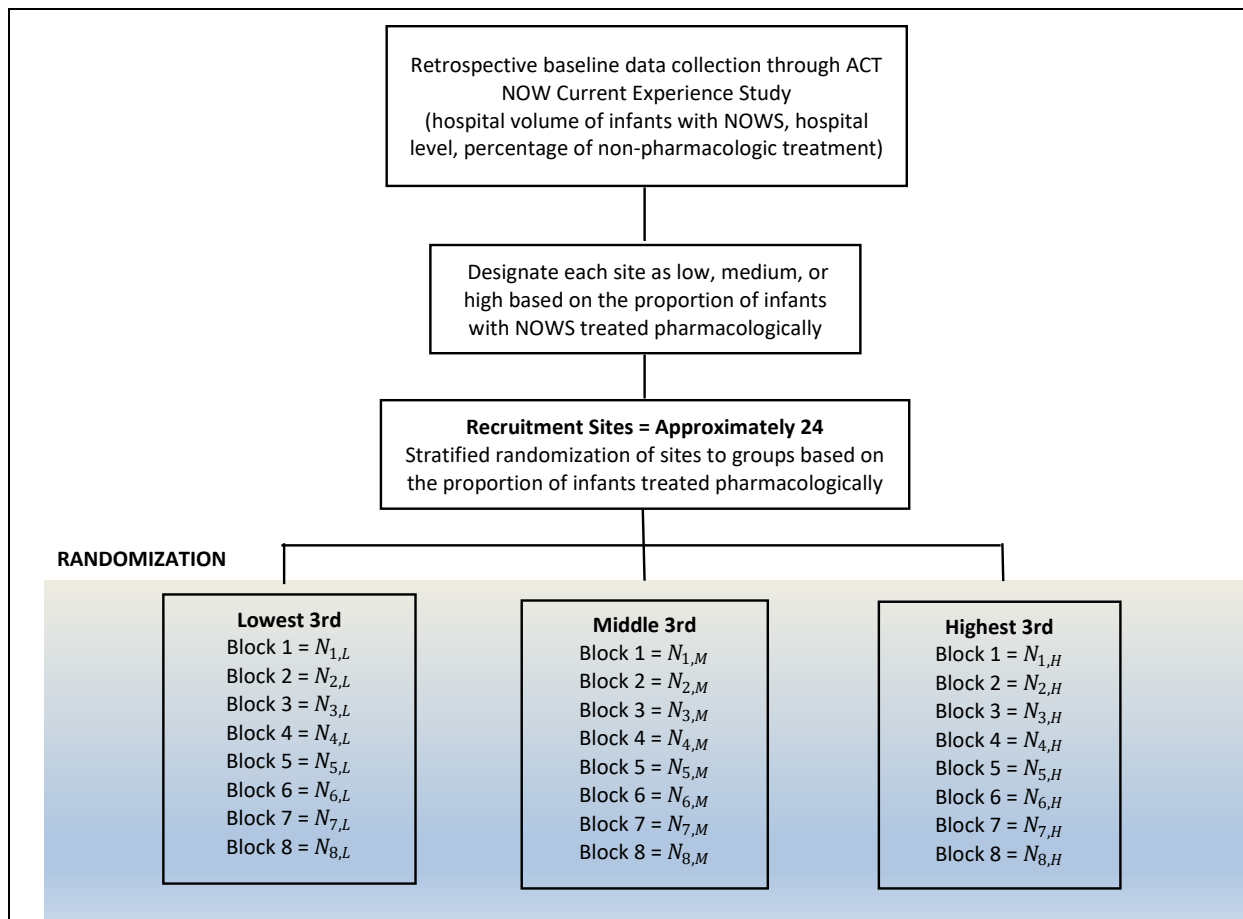 Retrospective baseline data collection through ACT
NOW Current Experience Study
(hospital volume of infants with NOWS, hospital
level, percentage of non-pharmacologic treatment)
Designate each site as low, medium, or
high based on the proportion of infants
with NOWS treated pharmacologically
Recruitment Sites = Approximately 24
Stratified randomization of sites to groups based on
the proportion of infants treated pharmacologically
RANDOMIZATION
Lowest 3rd
Block 1 = N1,L
Block 2 = N2,L
Block 3 = N3,L
Block 4 = N4,L
Block 5 = N5,L
Block 6 = N6,L
Block 7 = N7,L
Block 8 = N8,L
Middle 3rd
Block 1 = N1,M
Block 2 = N2,M
Block 3 = N3,M
Block 4 = N4,M
Block 5 = N5,M
Block 6 = N6,M
Block 7 = N7,M
Block 8 = N8,M
Highest 3rd
Block 1 = N1,H
Block 2 = N2,H
Block 3 = N3,H
Block 4 = N4,H
Block 5 = N5,H
Block 6 = N6,H
Block 7 = N7,H
Block 8 = N8,H